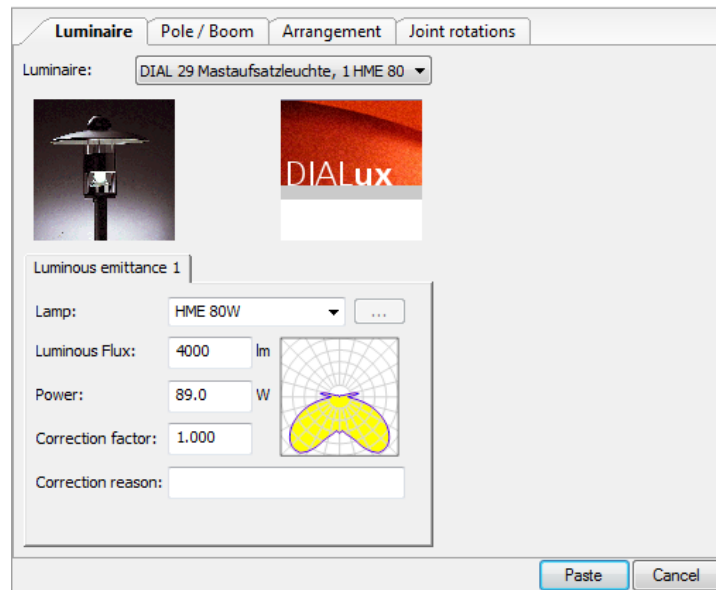 Luminaire Pole / Boom Arrangement Joint rotations
Luminaire: DIAL 29 Mastaufsatzleuchte, 1 HME 80
DIALux
Luminous emittance 1
Lamp: HME 80W ...
Luminous Flux: 4000 lm
Power: 89.0 W
Correction factor: 1.000
Correction reason:
Paste Cancel